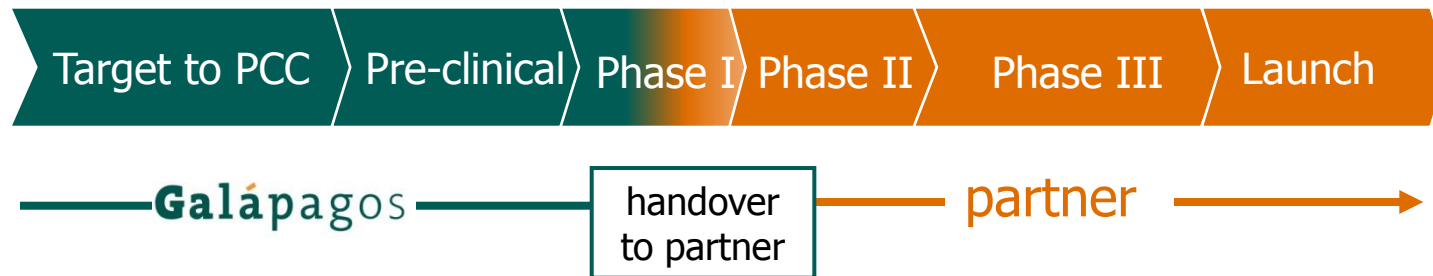 Target to PCC Pre-clinical Phase I Phase II Phase III Launch
Galápagos handover to partner partner